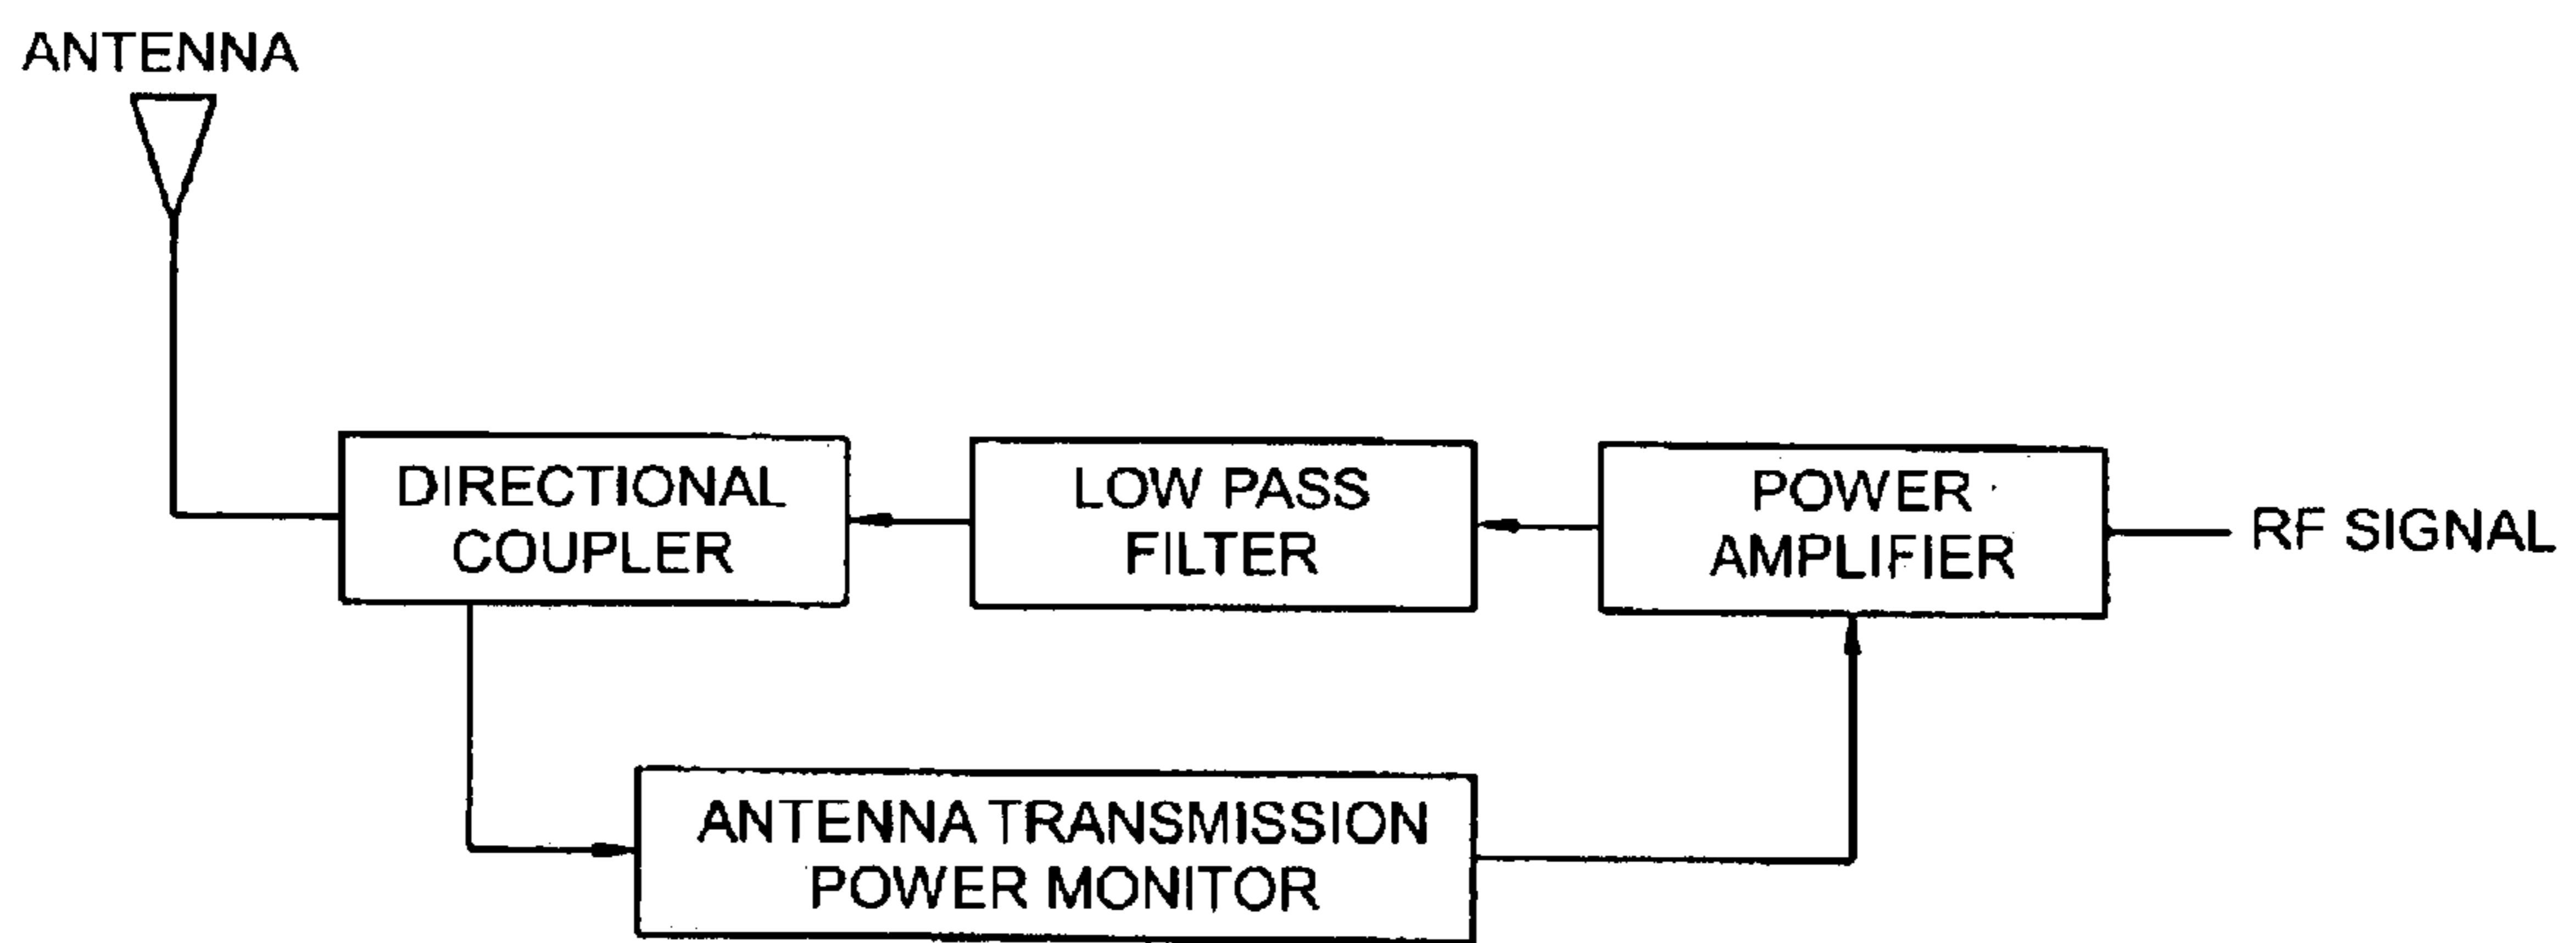 ANTENNA
DIRECTIONAL
COUPLER
LOW PASS
FILTER
POWER
AMPLIFIER
RF SIGNAL
ANTENNA TRANSMISSION
POWER MONITOR